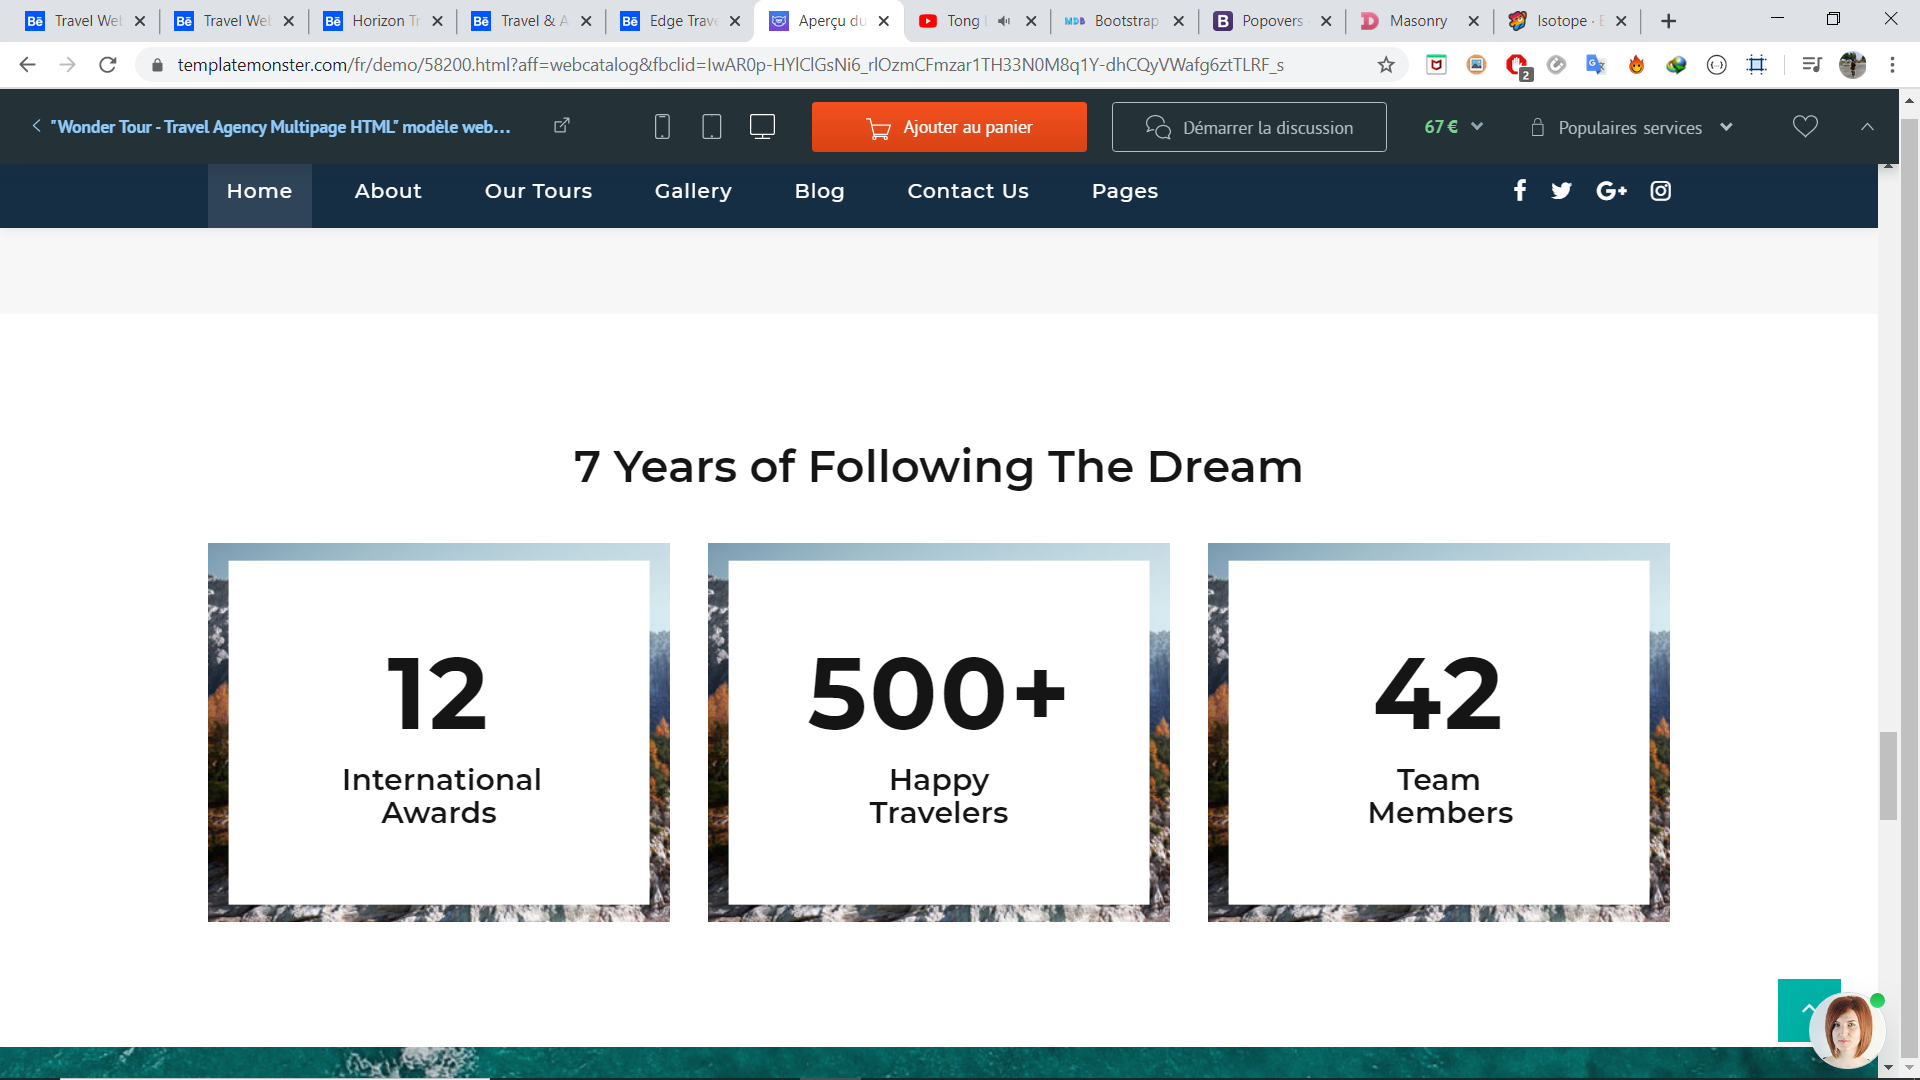 Travel Web
Travel Web
Horizon Tr
Travel & A
Edge Trave
Aperçu du
Tong
Bootstrap
Popovers
Masonry
Isotope ·
templatemonster.com/fr/demo/58200.html?aff=webcatalog&fbclid=IwAR0p-HYlClGsNi6_rlOzmCFmzar1TH33N0M8q1Y-dhCQyVWafg6ztTLRF_s
2
"Wonder Tour - Travel Agency Multipage HTML" modèle web...
Ajouter au panier
Démarrer la discussion
67 €
Populaires services
Home
About
Our Tours
Gallery
Blog
Contact Us
Pages
7 Years of Following The Dream
12
International
Awards
500+
Happy
Travelers
42
Team
Members